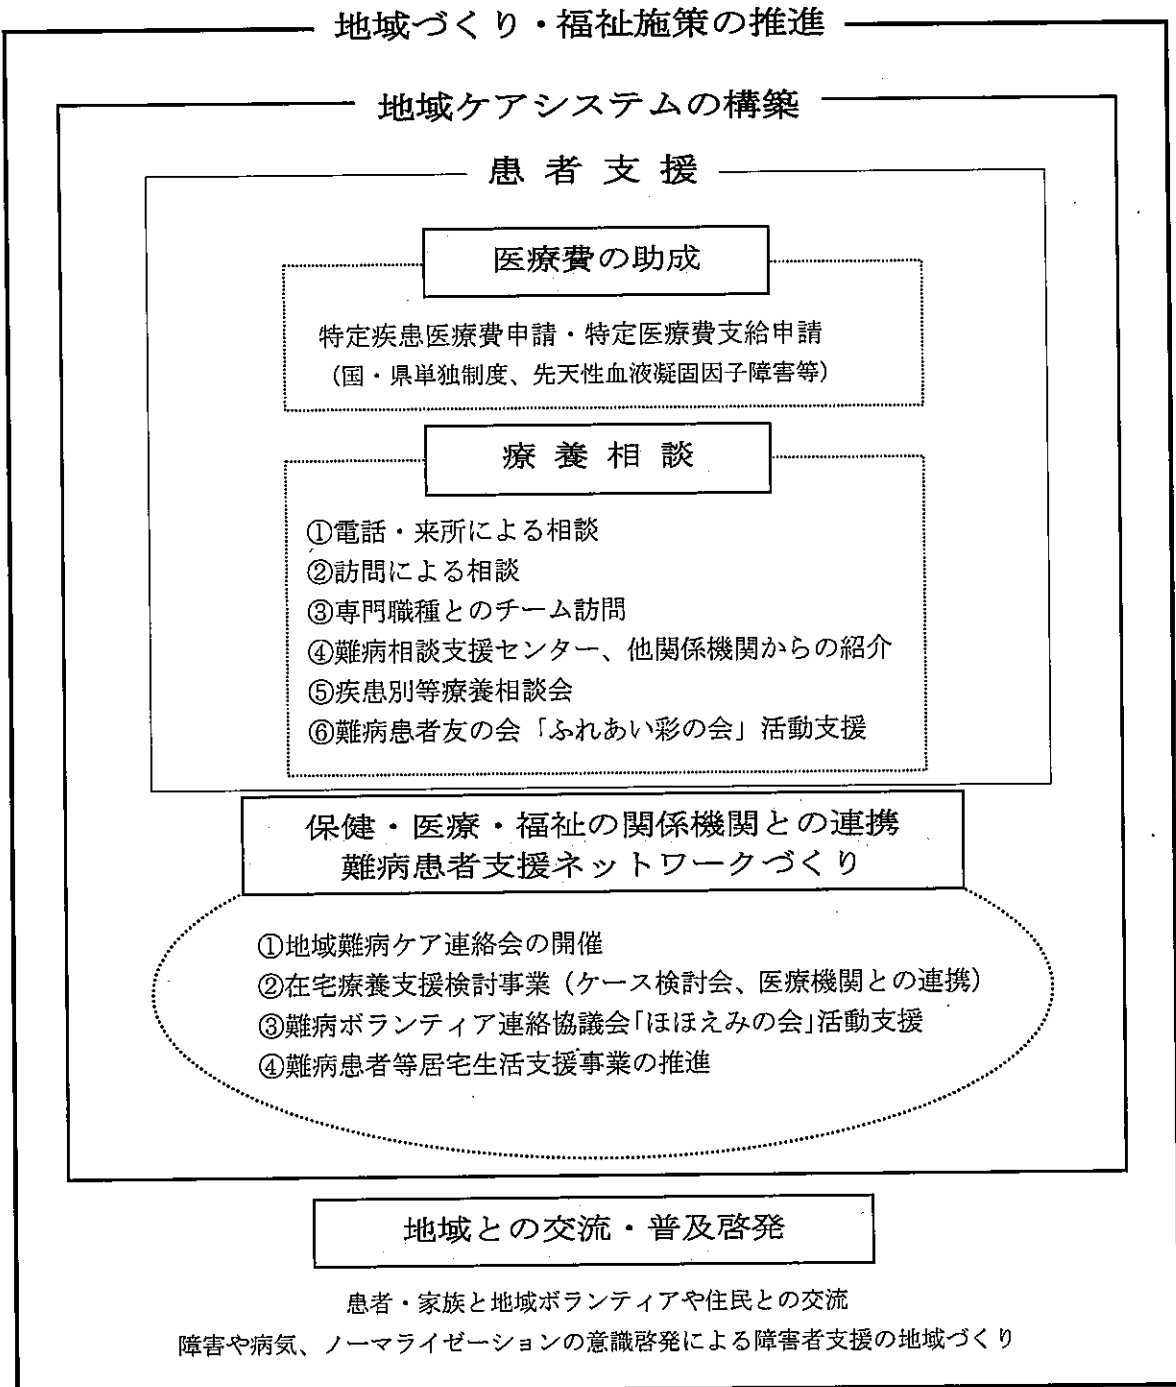 地域づくり・福祉施策の推進
地域ケアシステムの構築
患者支援
医療費の助成
特定疾患医療費申請・特定医療費支給申請
（国・県単独制度、先天性血液凝固因子障害等）
療養相談
①電話・来所による相談
②訪問による相談
③専門職種とのチーム訪問
④難病相談支援センター、他関係機関からの紹介
⑤疾患別等療養相談会
⑥難病患者友の会「ふれあい彩の会」活動支援
保健・医療・福祉の関係機関との連携
難病患者支援ネットワークづくり
①地域難病ケア連絡会の開催
②在宅療養支援検討事業（ケース検討会、医療機関との連携）
③難病ボランティア連絡協議会「ほほえみの会」活動支援
④難病患者等居宅生活支援事業の推進
地域との交流・普及啓発
患者・家族と地域ボランティアや住民との交流
障害や病気、ノーマライゼーションの意識啓発による障害者支援の地域づくり